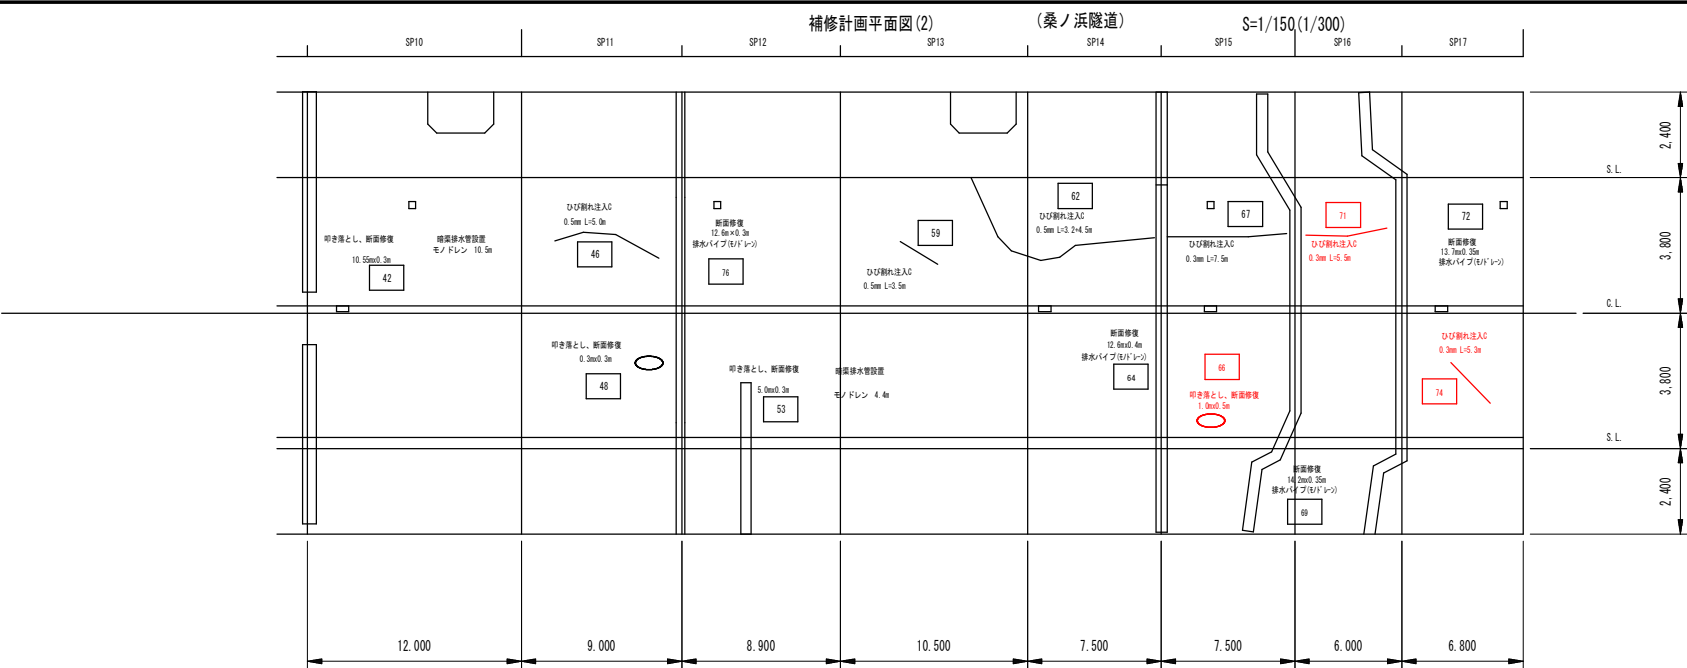 補修計画平面図(2) (桑ノ浜隧道) S=1/150(1/300)
SP10 SP11 SP12 SP13 SP14 SP15 SP16 SP17
2,400
S.L.
3,800
C.L.
3,800
S.L.
2,400
叩き落とし、断面修復
10.55mx0.3m
42
暗渠排水管設置
モノドレン 10.5m
ひび割れ注入C
0.5mm L=5.0m
46
断面修復
12.6m×0.3m
排水パイプ(モノドレーン)
76
59
ひび割れ注入C
0.5mm L=3.5m
62
ひび割れ注入C
0.5mm L=3.2+4.5m
67
ひび割れ注入C
0.3mm L=7.5m
71
ひび割れ注入C
0.3mm L=5.5m
72
断面修復
13.7mx0.35m
排水パイプ(モノドレーン)
叩き落とし、断面修復
0.3mx0.3m
48
叩き落とし、断面修復
5.0mx0.3m
53
暗渠排水管設置
モノドレン 4.4m
断面修復
12.6mx0.4m
排水パイプ(モノドレーン)
64
66
叩き落とし、断面修復
1.0mx0.5m
ひび割れ注入C
0.3mm L=5.3m
74
断面修復
14.2mx0.35m
排水パイプ(モノドレーン)
69
12.000 9.000 8.900 10.500 7.500 7.500 6.000 6.800